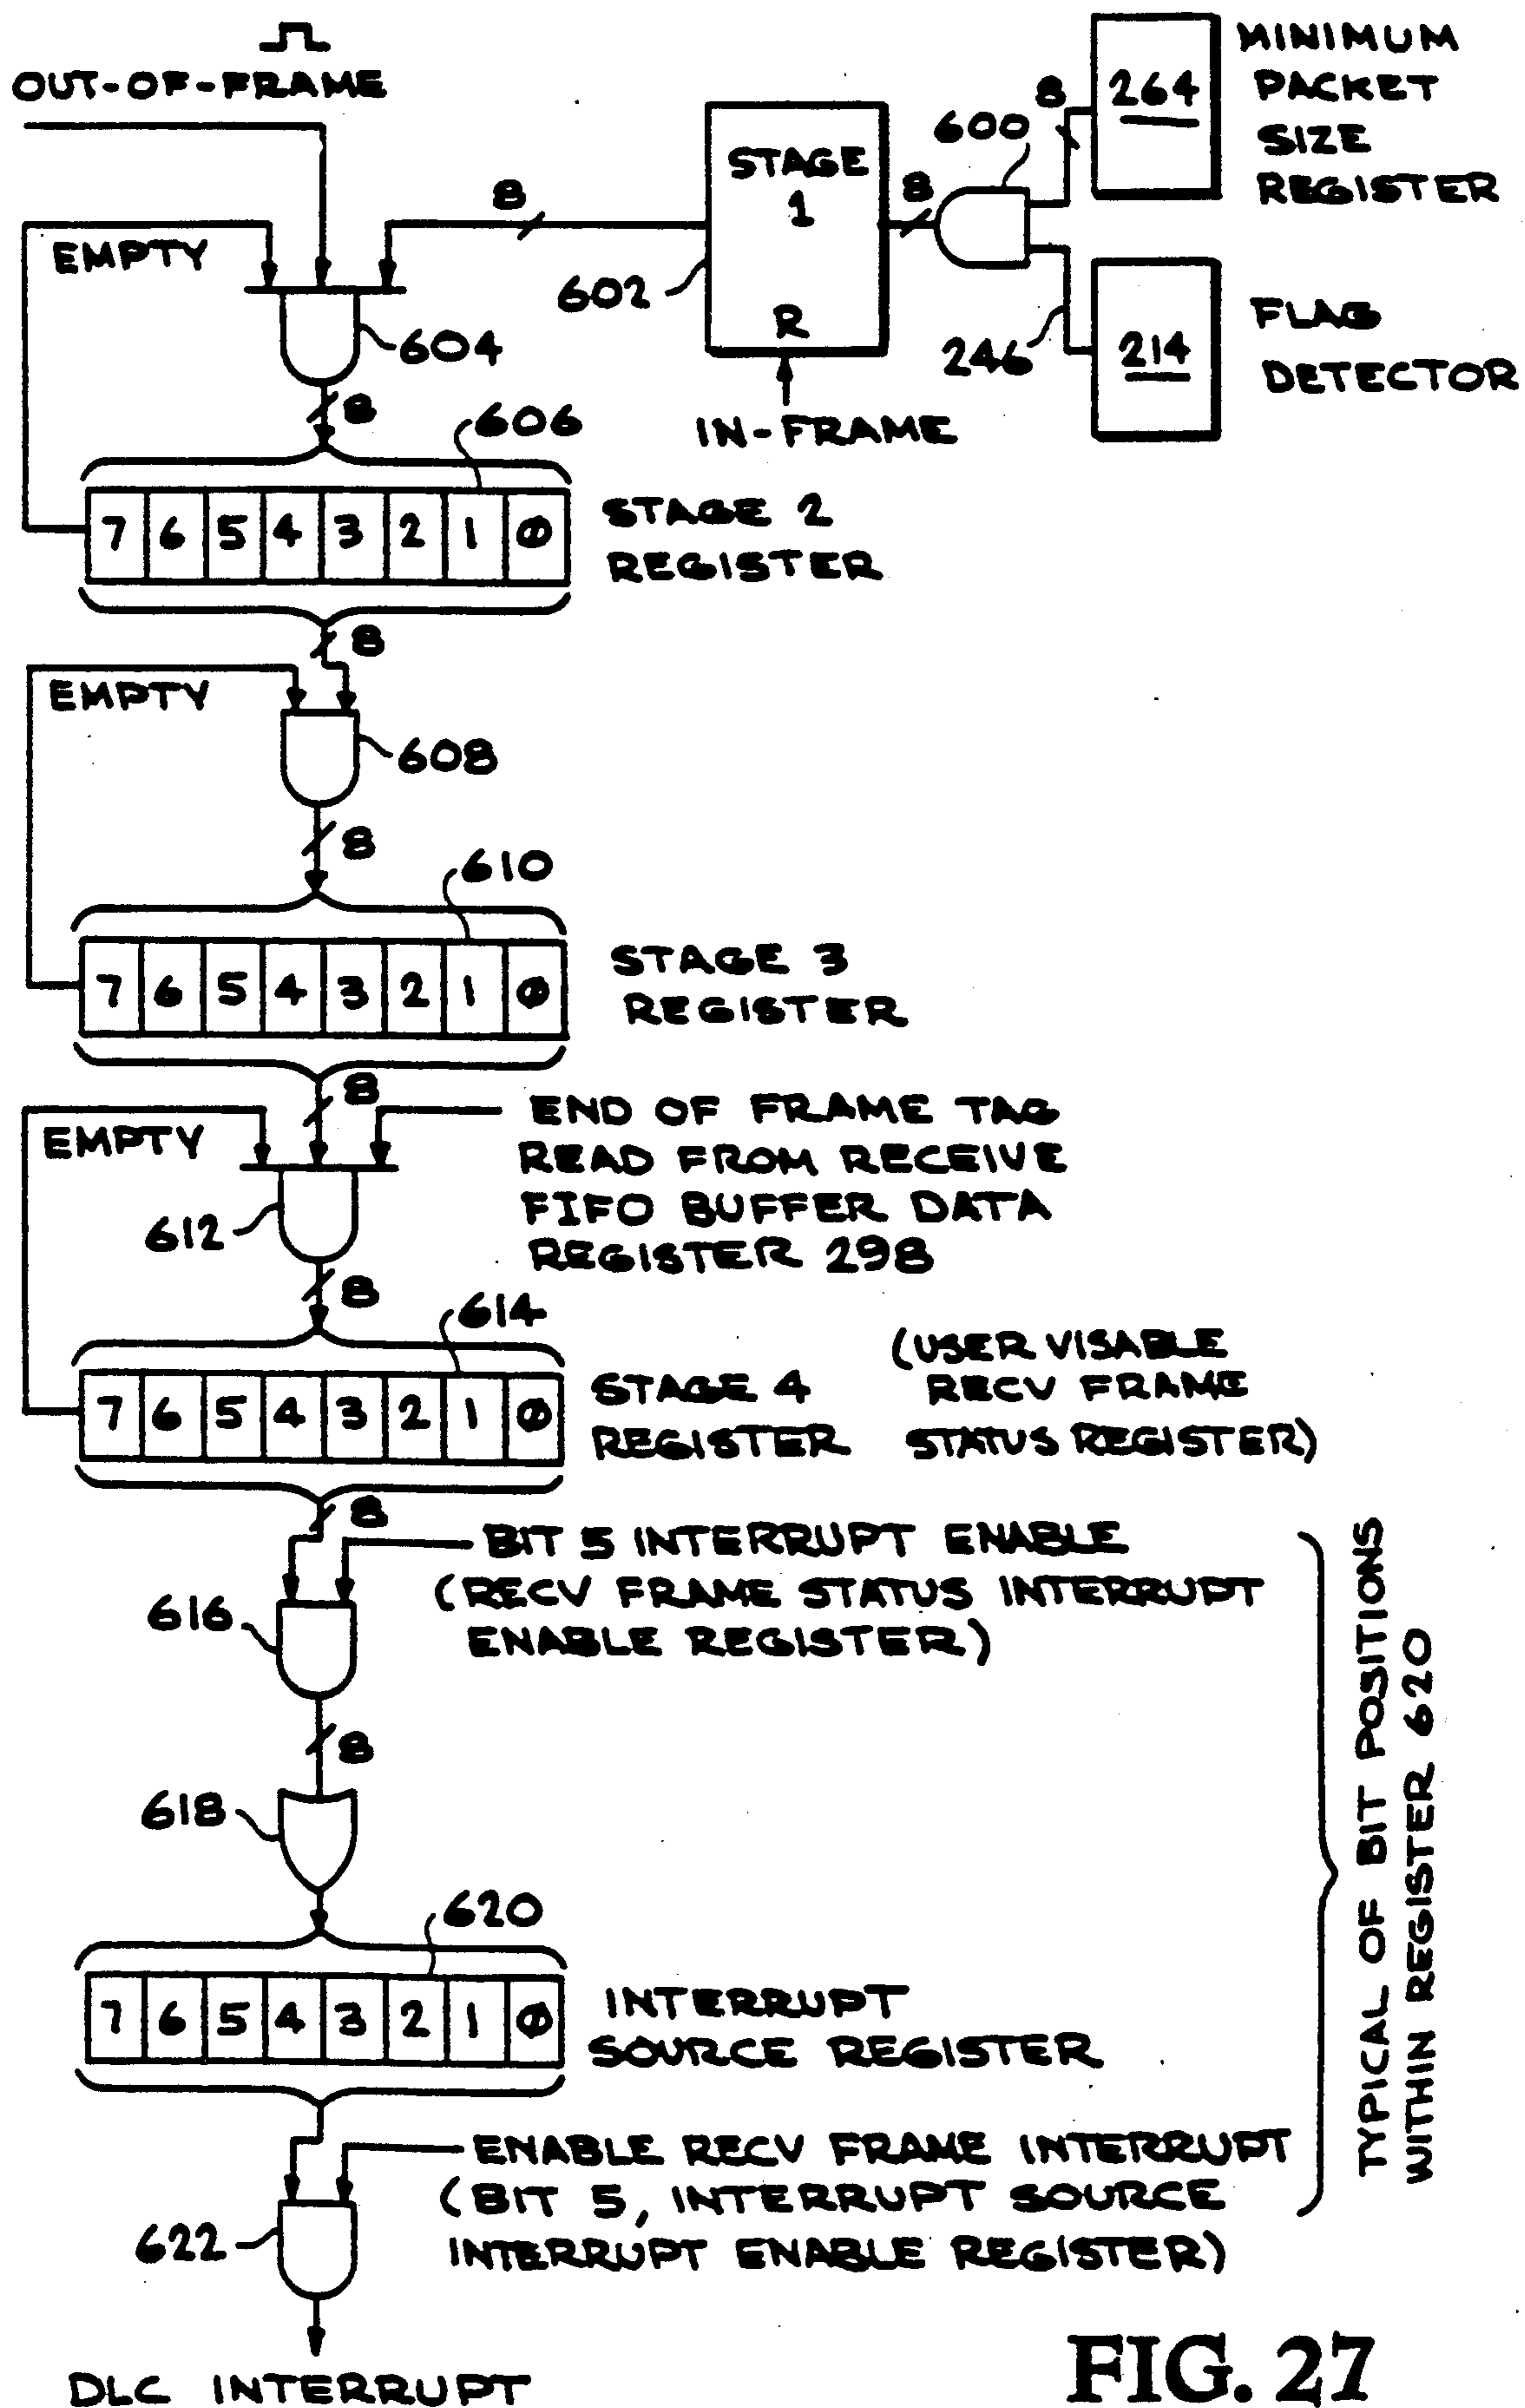 OUT-OF-FRAME
MINIMUM
PACKET
SIZE
REGISTER
264
8
600
STAGE
1
R
8
8
602
IN-FRAME
246
214
FLAG
DETECTOR
EMPTY
604
8
606
7 6 5 4 3 2 1 0
STAGE 2
REGISTER
8
EMPTY
608
8
610
7 6 5 4 3 2 1 0
STAGE 3
REGISTER
8
EMPTY
END OF FRAME TAG
READ FROM RECEIVE
FIFO BUFFER DATA
REGISTER 298
612
8
614
7 6 5 4 3 2 1 0
STAGE 4
REGISTER
(USER VISABLE
RECV FRAME
STATUS REGISTER)
8
BIT 5 INTERRUPT ENABLE
(RECV FRAME STATUS INTERRUPT
ENABLE REGISTER)
616
8
618
620
7 6 5 4 3 2 1 0
INTERRUPT
SOURCE REGISTER
ENABLE RECV FRAME INTERRUPT
(BIT 5, INTERRUPT SOURCE
INTERRUPT ENABLE REGISTER)
622
TYPICAL OF BIT POSITIONS
WITHIN REGISTER 620
DLC INTERRUPT
FIG. 27